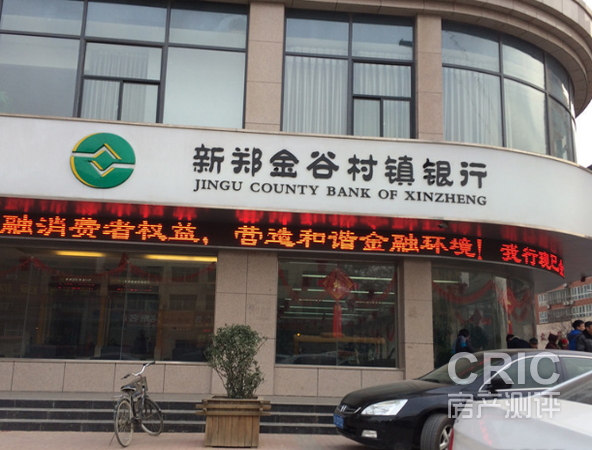 新郑金谷村镇银行
JINGU COUNTY BANK OF XINZHENG
融消费者权益，营造和谐金融环境！我行现已
CRIC
房产测评